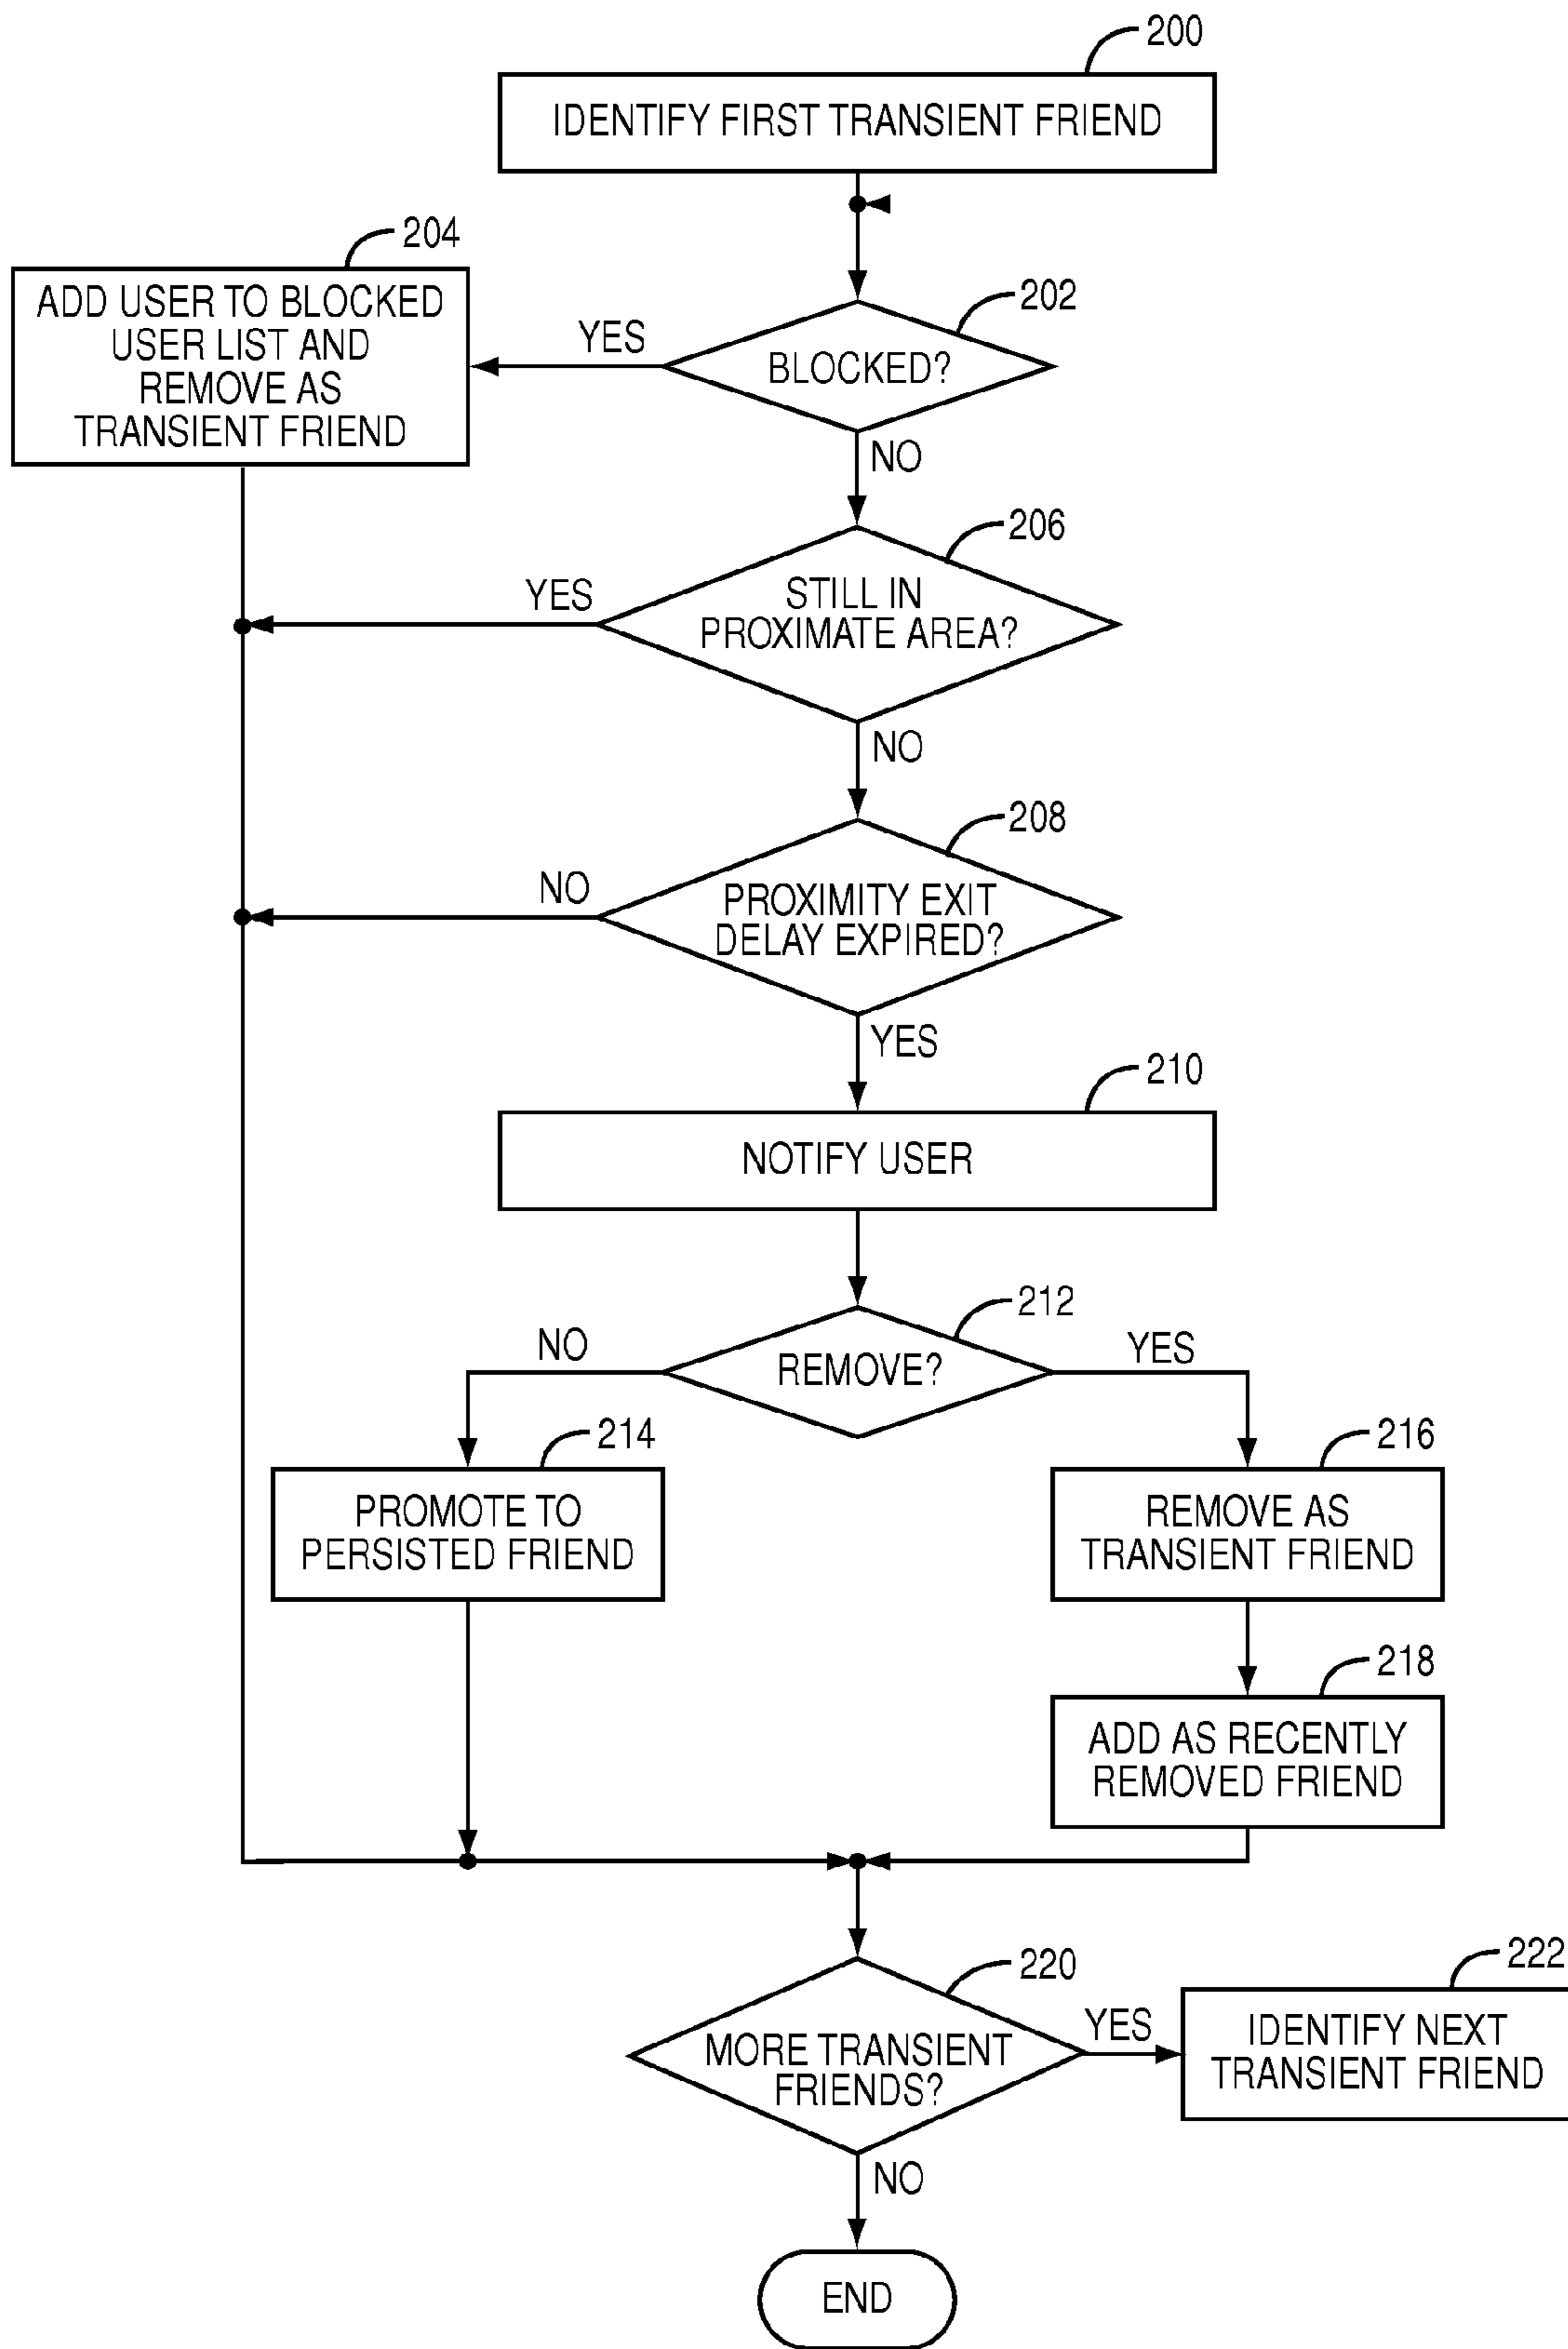 200
IDENTIFY FIRST TRANSIENT FRIEND
204
ADD USER TO BLOCKED
USER LIST AND
REMOVE AS
TRANSIENT FRIEND
YES
202
BLOCKED?
NO
206
YES
STILL IN
PROXIMATE AREA?
NO
208
NO
PROXIMITY EXIT
DELAY EXPIRED?
YES
210
NOTIFY USER
212
NO
REMOVE?
YES
214
PROMOTE TO
PERSISTED FRIEND
216
REMOVE AS
TRANSIENT FRIEND
218
ADD AS RECENTLY
REMOVED FRIEND
220
MORE TRANSIENT
FRIENDS?
YES
222
IDENTIFY NEXT
TRANSIENT FRIEND
NO
END